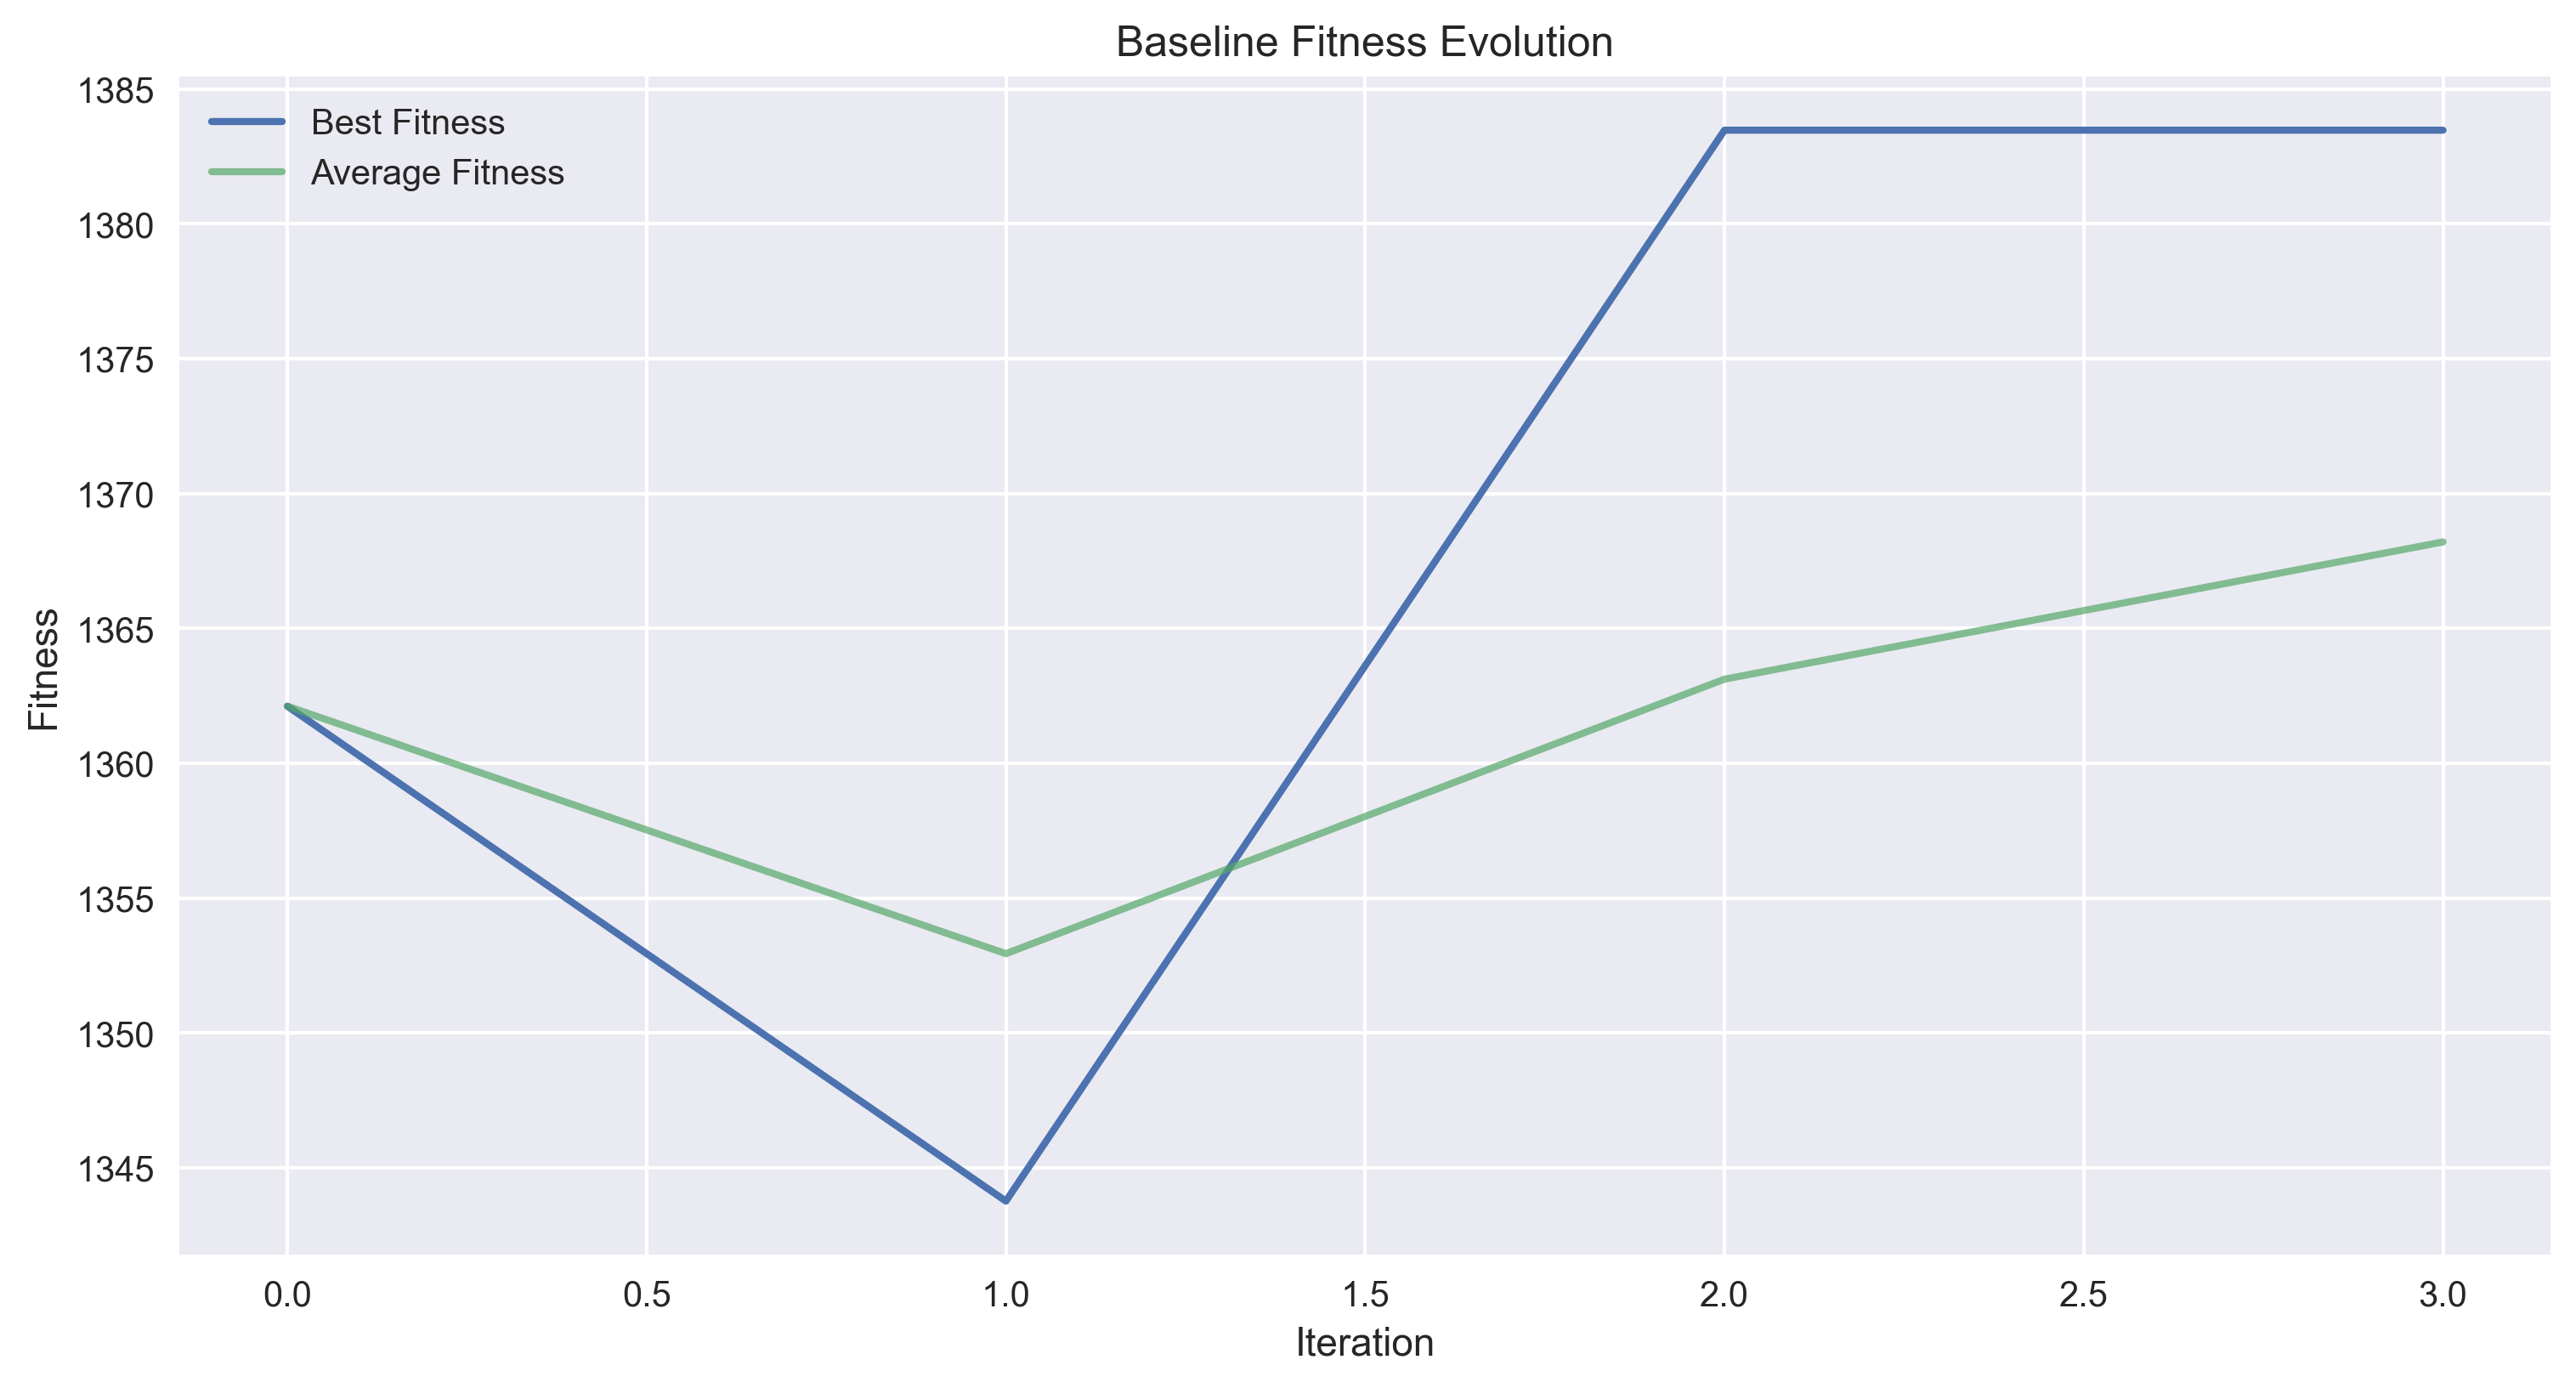 Baseline Fitness Evolution
Best Fitness
Average Fitness
1385
1380
1375
1370
1365
1360
1355
1350
1345
Fitness
0.0 0.5 1.0 1.5 2.0 2.5 3.0
Iteration